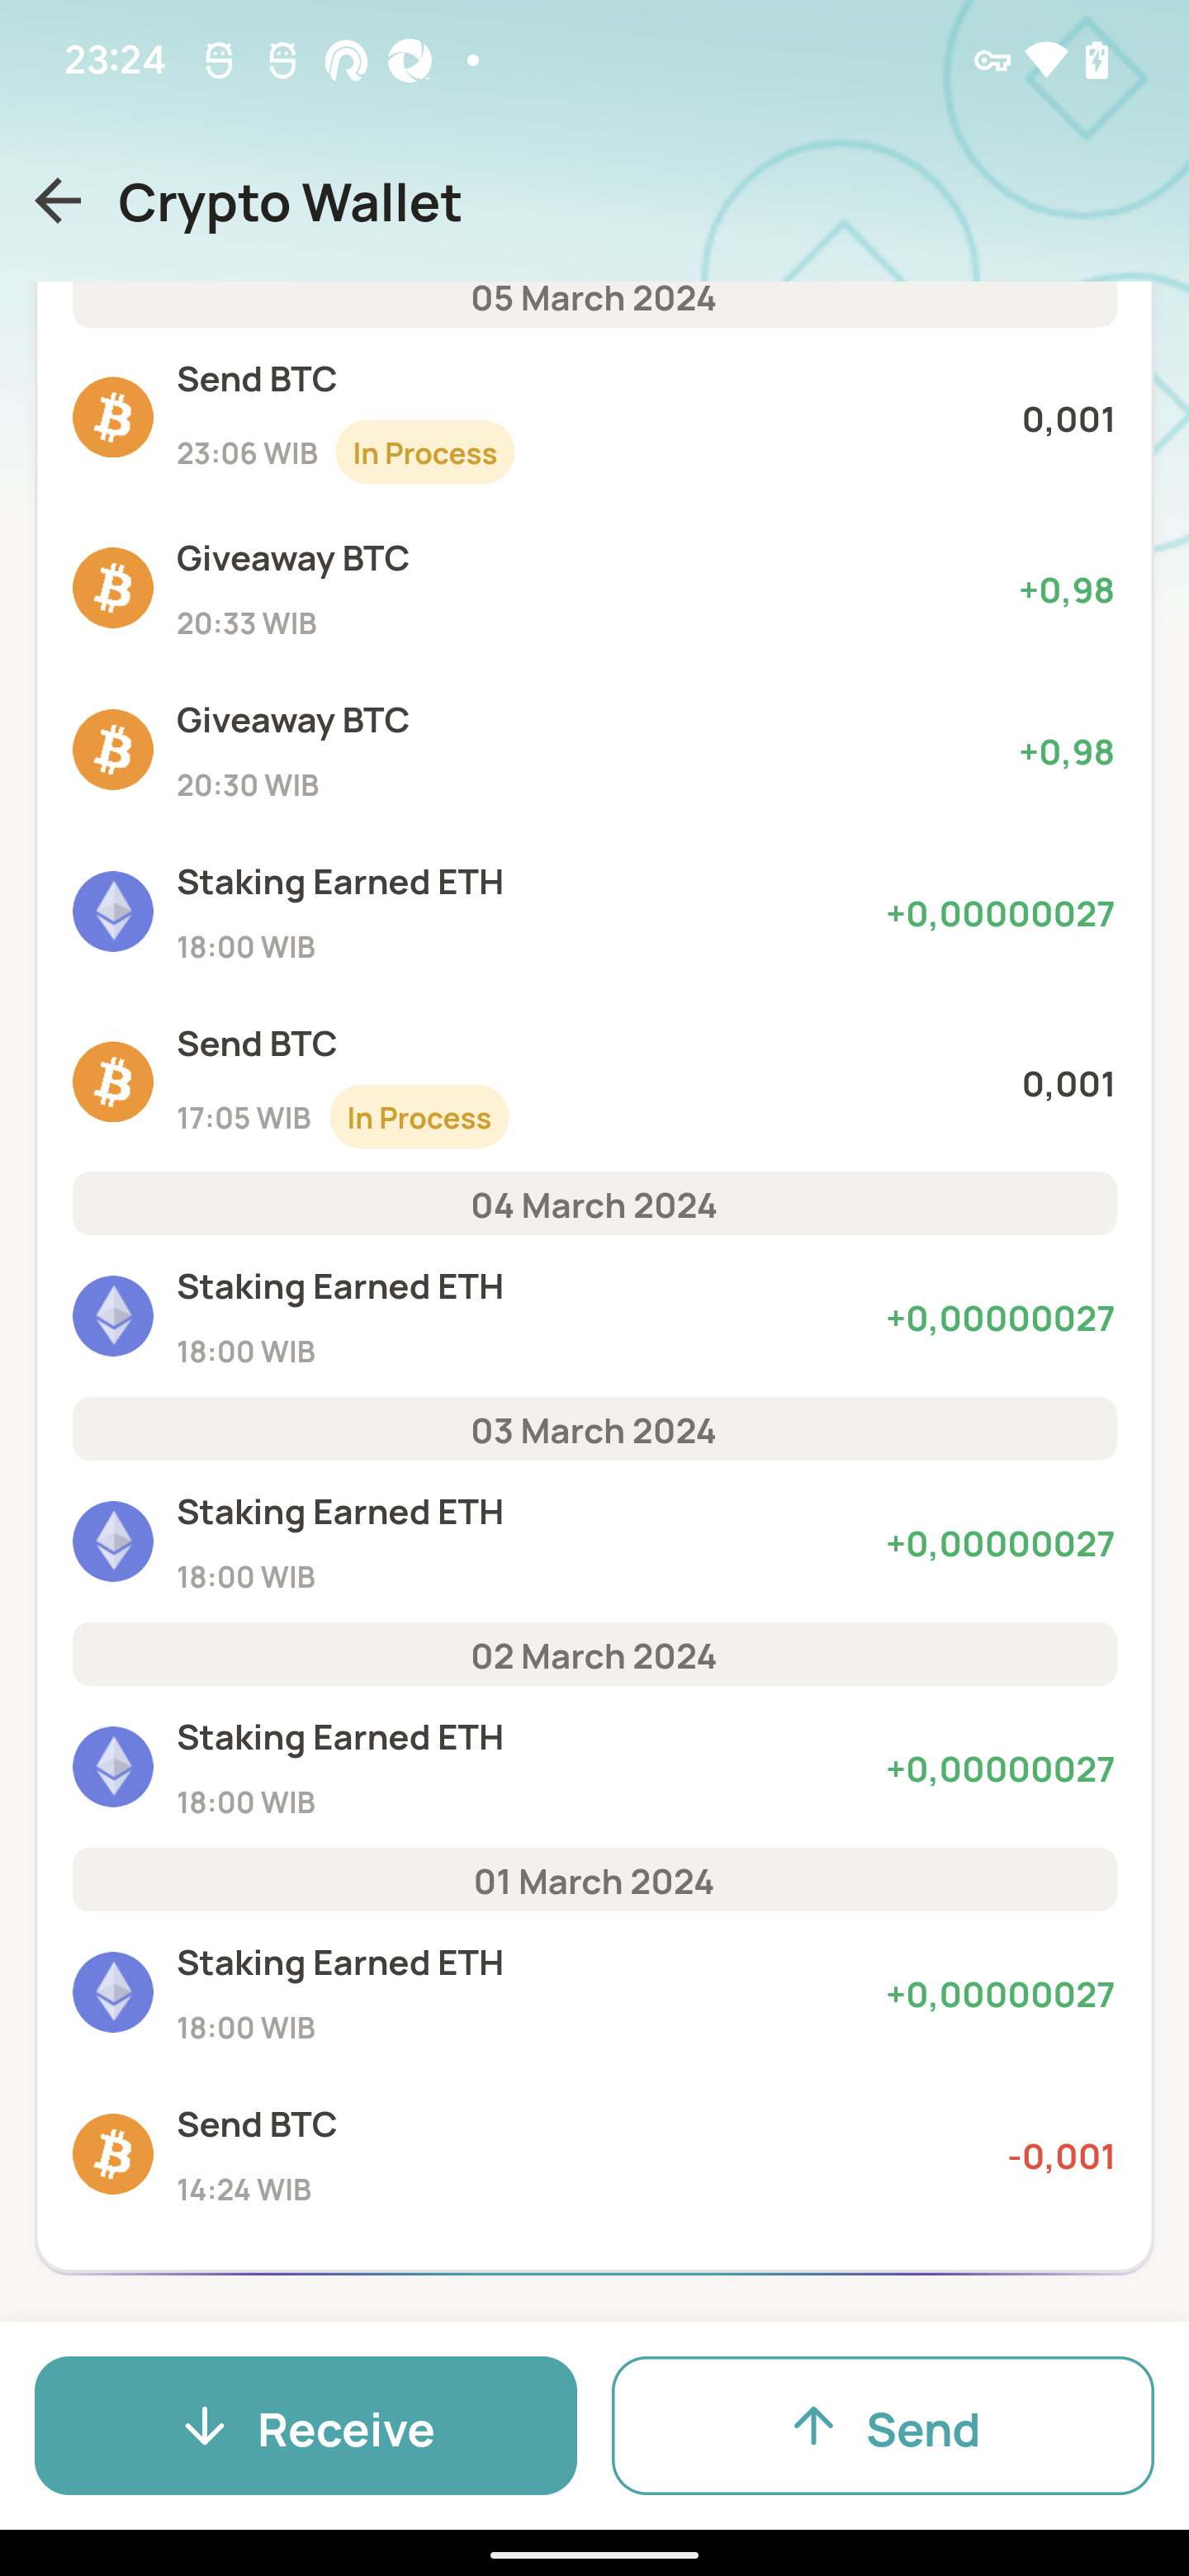 23:24
Crypto Wallet
05 March 2024
Send BTC
23:06 WIB In Process
0,001
Giveaway BTC
20:33 WIB
+0,98
Giveaway BTC
20:30 WIB
+0,98
Staking Earned ETH
18:00 WIB
+0,00000027
Send BTC
17:05 WIB In Process
0,001
04 March 2024
Staking Earned ETH
18:00 WIB
+0,00000027
03 March 2024
Staking Earned ETH
18:00 WIB
+0,00000027
02 March 2024
Staking Earned ETH
18:00 WIB
+0,00000027
01 March 2024
Staking Earned ETH
18:00 WIB
+0,00000027
Send BTC
14:24 WIB
-0,001
Receive
Send